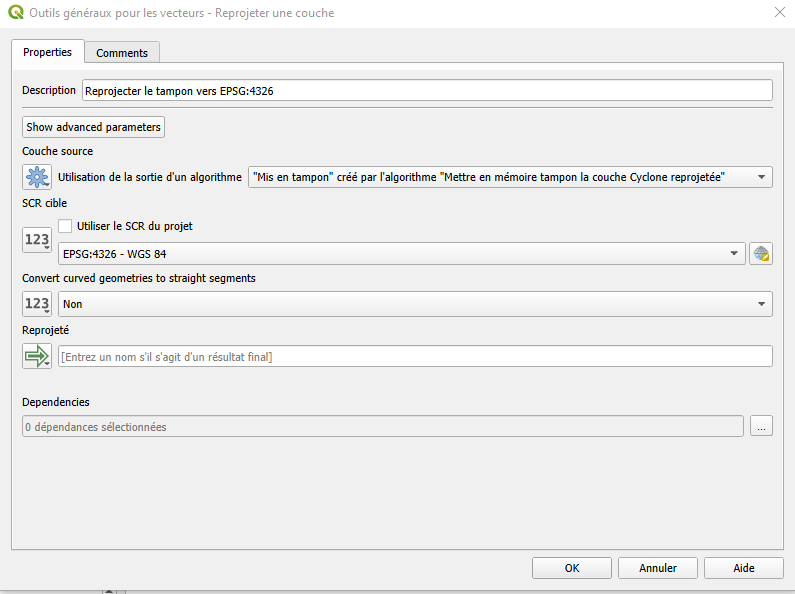 Outils généraux pour les vecteurs - Reprojeter une couche
Properties
Comments
Description
Reprojecter le tampon vers EPSG:4326
Show advanced parameters
Couche source
Utilisation de la sortie d'un algorithme
"Mis en tampon" créé par l'algorithme "Mettre en mémoire tampon la couche Cyclone reprojetée"
SCR cible
Utiliser le SCR du projet
123
EPSG:4326 - WGS 84
Convert curved geometries to straight segments
123
Non
Reprojeté
[Entrez un nom s'il s'agit d'un résultat final]
Dependencies
0 dépendances sélectionnées
...
OK
Annuler
Aide